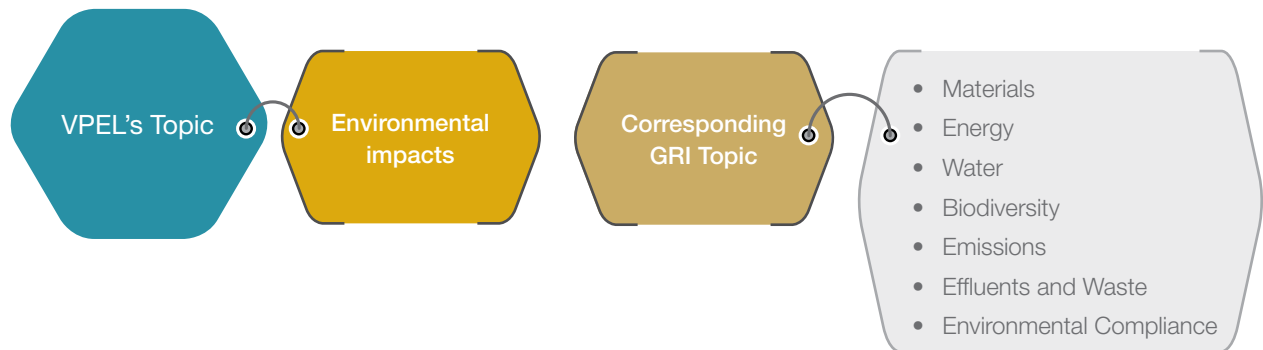 VPEL's Topic
Environmental
impacts
Corresponding
GRI Topic
• Materials
• Energy
• Water
• Biodiversity
• Emissions
• Effluents and Waste
• Environmental Compliance